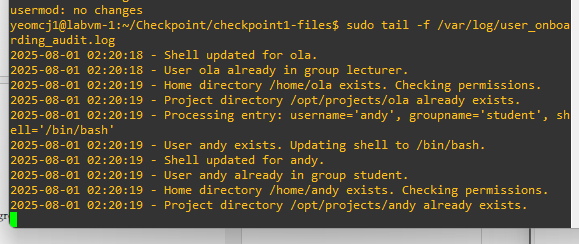 usermod: no changes
yeomcj1@labvm-1:~/Checkpoint/checkpoint1-files$ sudo tail -f /var/log/user_onboa
rding_audit.log
2025-08-01 02:20:18 - Shell updated for ola.
2025-08-01 02:20:18 - User ola already in group lecturer.
2025-08-01 02:20:19 - Home directory /home/ola exists. Checking permissions.
2025-08-01 02:20:19 - Project directory /opt/projects/ola already exists.
2025-08-01 02:20:19 - Processing entry: username='andy', groupname='student', sh
ell='/bin/bash'
2025-08-01 02:20:19 - User andy exists. Updating shell to /bin/bash.
2025-08-01 02:20:19 - Shell updated for andy.
2025-08-01 02:20:19 - User andy already in group student.
2025-08-01 02:20:19 - Home directory /home/andy exists. Checking permissions.
2025-08-01 02:20:19 - Project directory /opt/projects/andy already exists.